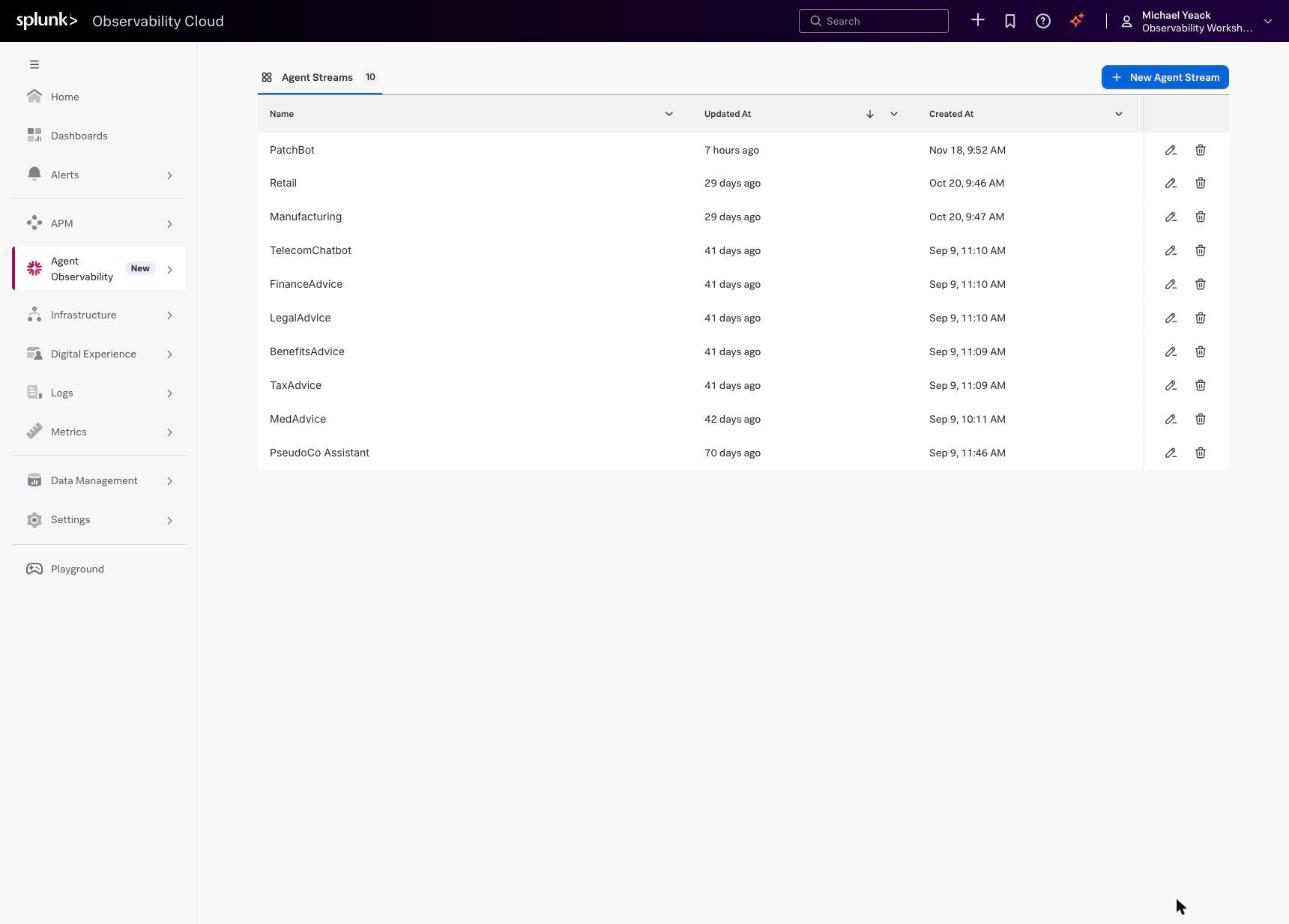 splunk> Observability Cloud
Search
Michael Yeack
Observability Worksh...
Home
Dashboards
Alerts
APM
Agent
Observability
New
Infrastructure
Digital Experience
Logs
Metrics
Data Management
Settings
Playground
Agent Streams 10
New Agent Stream
Name Updated At Created At
PatchBot 7 hours ago Nov 18, 9:52 AM
Retail 29 days ago Oct 20, 9:46 AM
Manufacturing 29 days ago Oct 20, 9:47 AM
TelecomChatbot 41 days ago Sep 9, 11:10 AM
FinanceAdvice 41 days ago Sep 9, 11:10 AM
LegalAdvice 41 days ago Sep 9, 11:10 AM
BenefitsAdvice 41 days ago Sep 9, 11:09 AM
TaxAdvice 41 days ago Sep 9, 11:09 AM
MedAdvice 42 days ago Sep 9, 10:11 AM
PseudoCo Assistant 70 days ago Sep 9, 11:46 AM